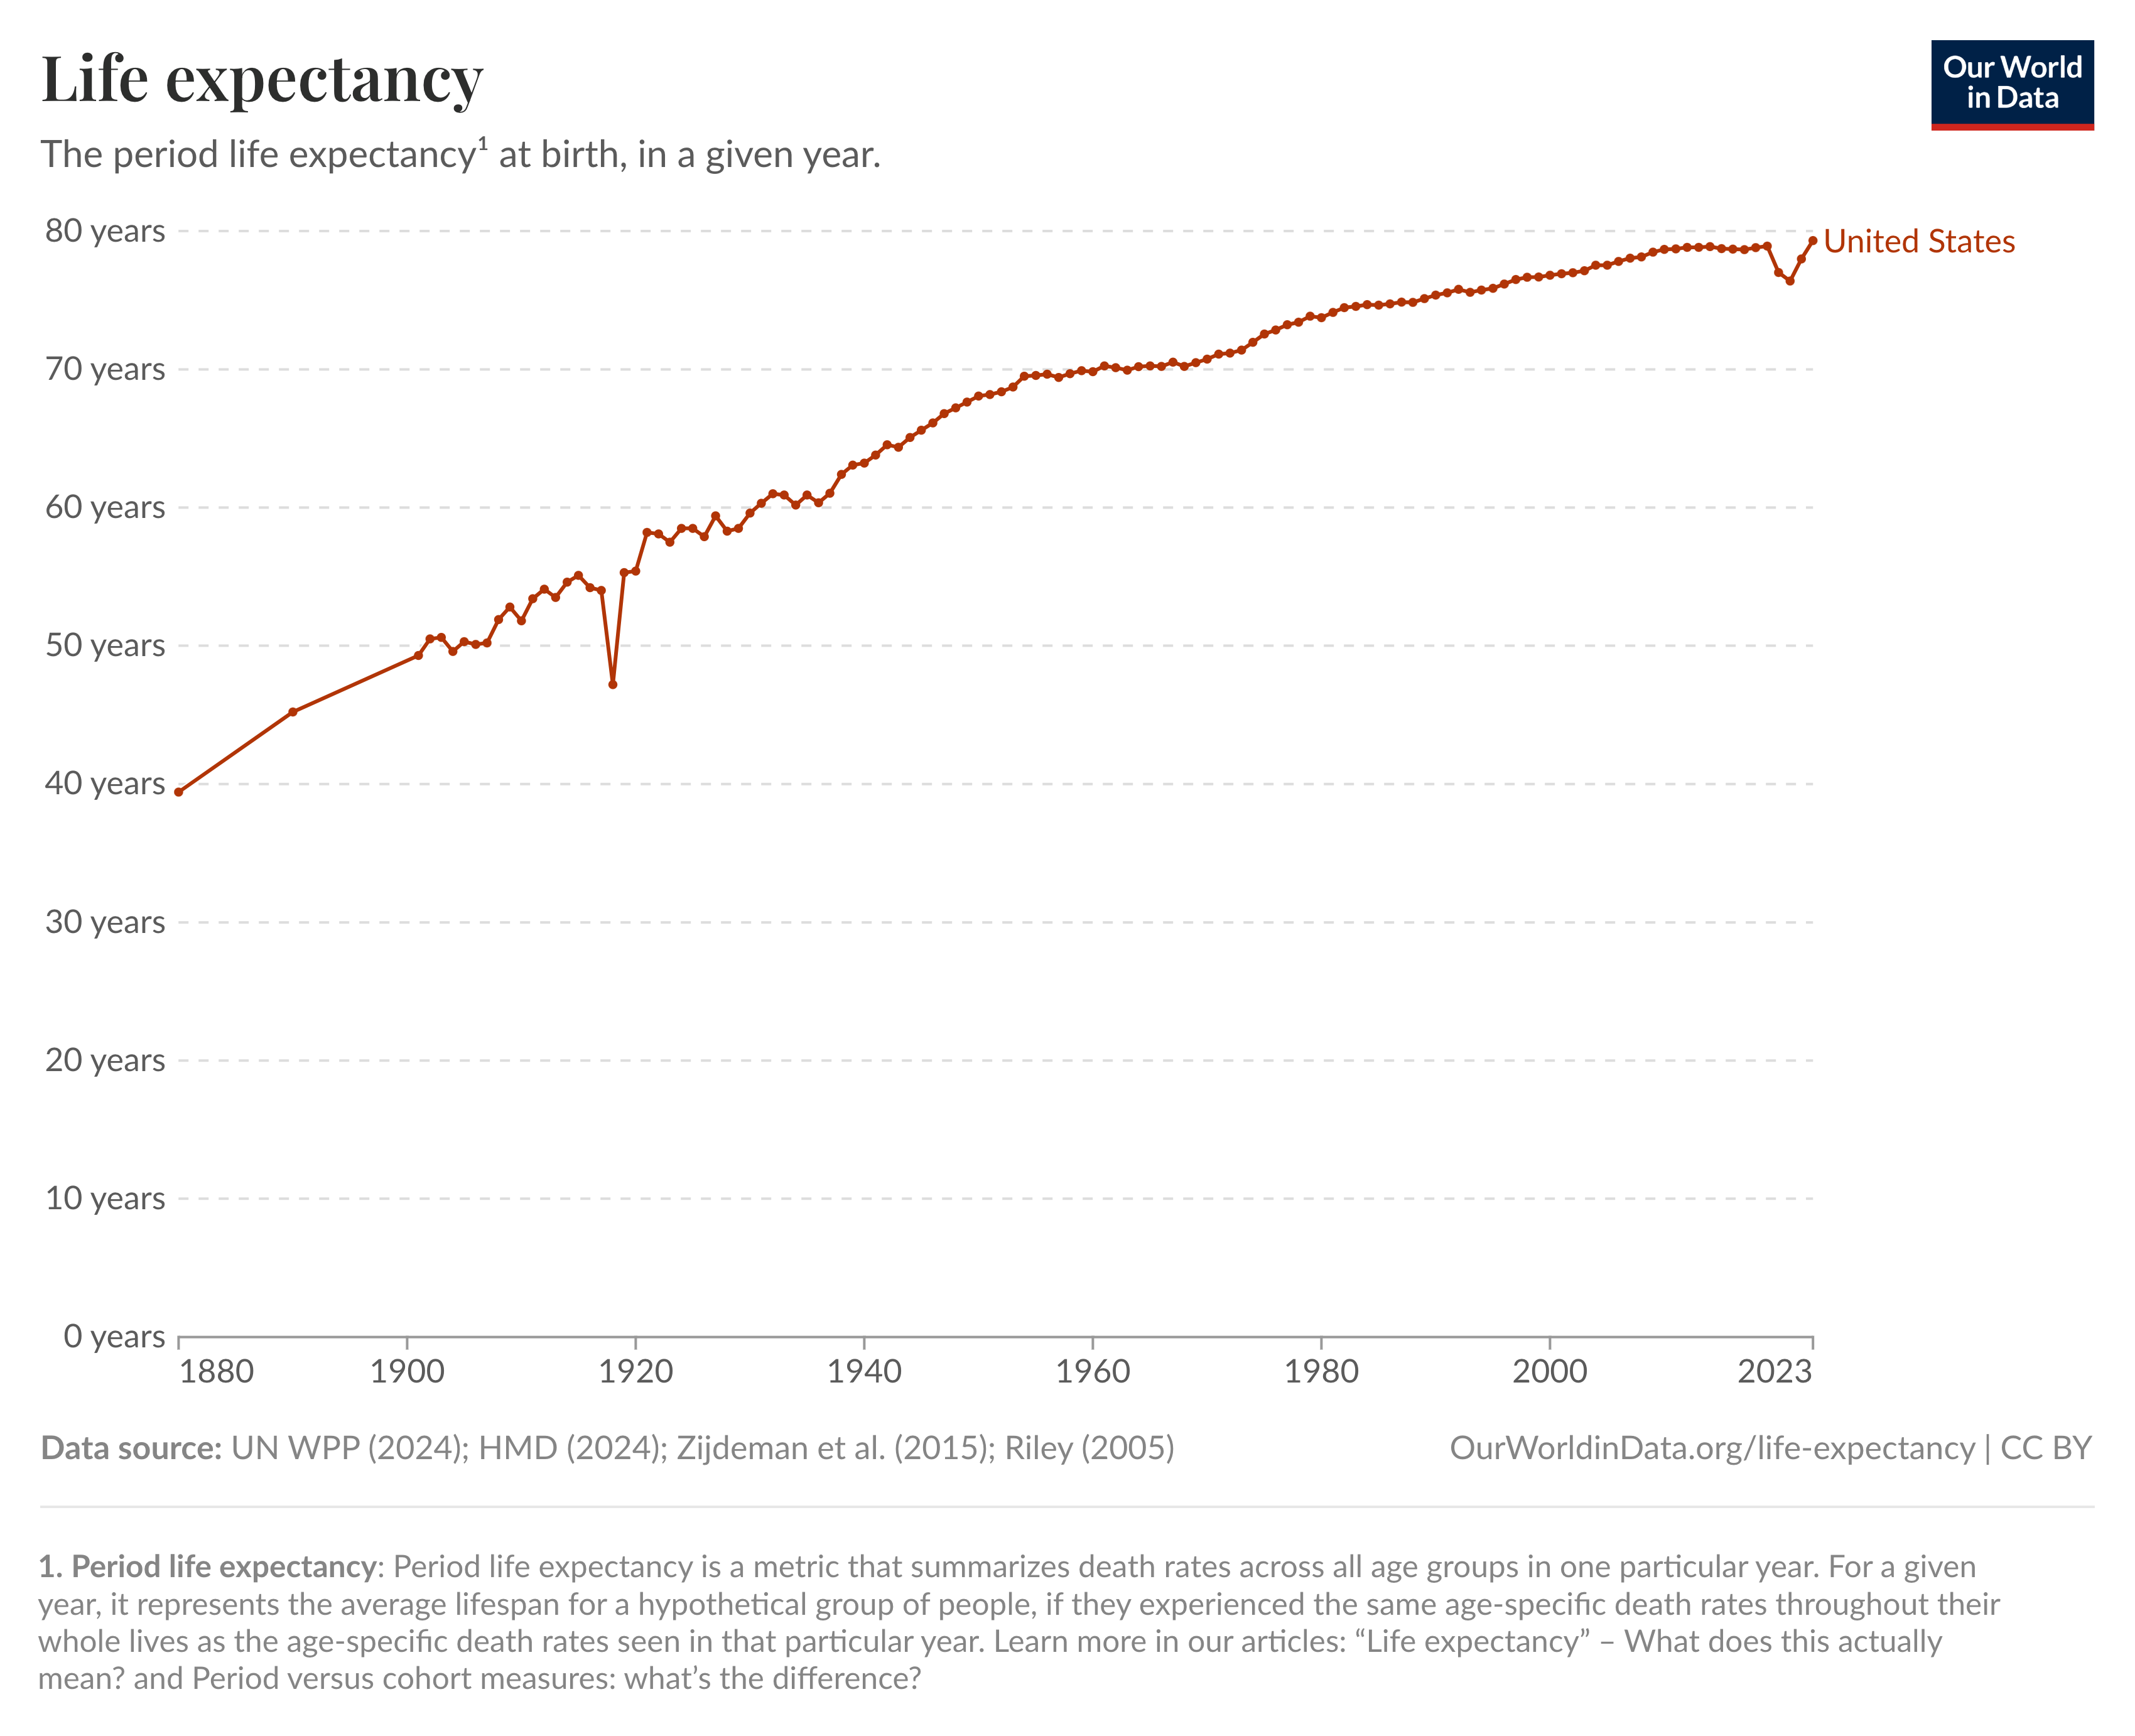 Life expectancy
Our World
in Data
The period life expectancy¹ at birth, in a given year.
80 years
United States
70 years
60 years
50 years
40 years
30 years
20 years
10 years
0 years
1880 1900 1920 1940 1960 1980 2000 2023
Data source: UN WPP (2024); HMD (2024); Zijdeman et al. (2015); Riley (2005)
OurWorldinData.org/life-expectancy | CC BY
1. Period life expectancy: Period life expectancy is a metric that summarizes death rates across all age groups in one particular year. For a given
year, it represents the average lifespan for a hypothetical group of people, if they experienced the same age-specific death rates throughout their
whole lives as the age-specific death rates seen in that particular year. Learn more in our articles: “Life expectancy” – What does this actually
mean? and Period versus cohort measures: what’s the difference?